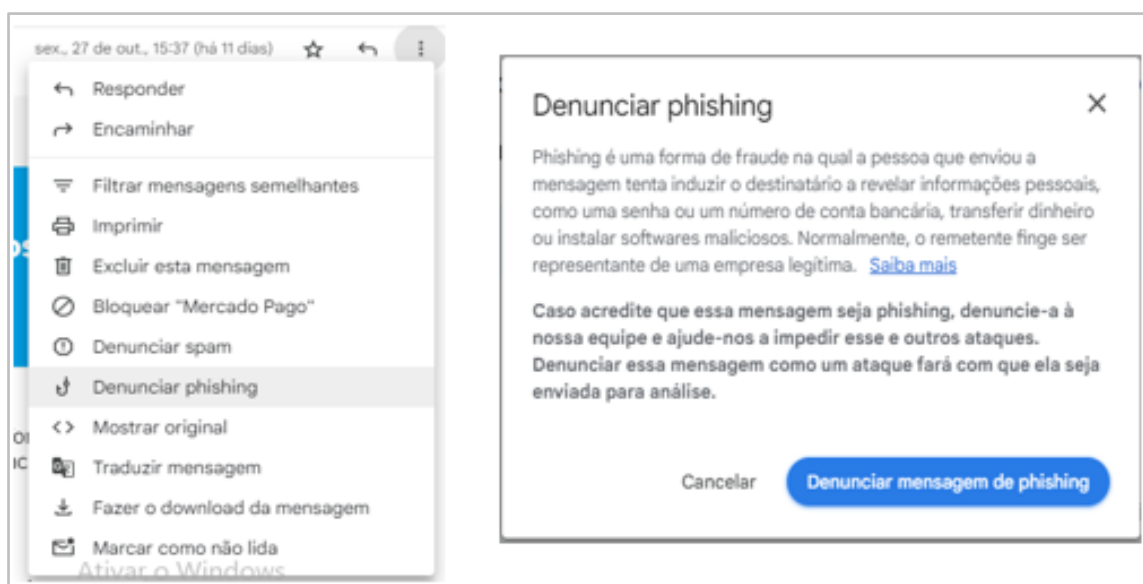 sex., 27 de out., 15:37 (há 11 dias)
Responder
Encaminhar
Filtrar mensagens semelhantes
Imprimir
Excluir esta mensagem
Bloquear "Mercado Pago"
Denunciar spam
Denunciar phishing
Mostrar original
Traduzir mensagem
Fazer o download da mensagem
Marcar como não lida
Ativar o Windows
Denunciar phishing
Phishing é uma forma de fraude na qual a pessoa que enviou a
mensagem tenta induzir o destinatário a revelar informações pessoais,
como uma senha ou um número de conta bancária, transferir dinheiro
ou instalar softwares maliciosos. Normalmente, o remetente finge ser
representante de uma empresa legítima. Saiba mais
Caso acredite que essa mensagem seja phishing, denuncie-a à
nossa equipe e ajude-nos a impedir esse e outros ataques.
Denunciar essa mensagem como um ataque fará com que ela seja
enviada para análise.
Cancelar
Denunciar mensagem de phishing